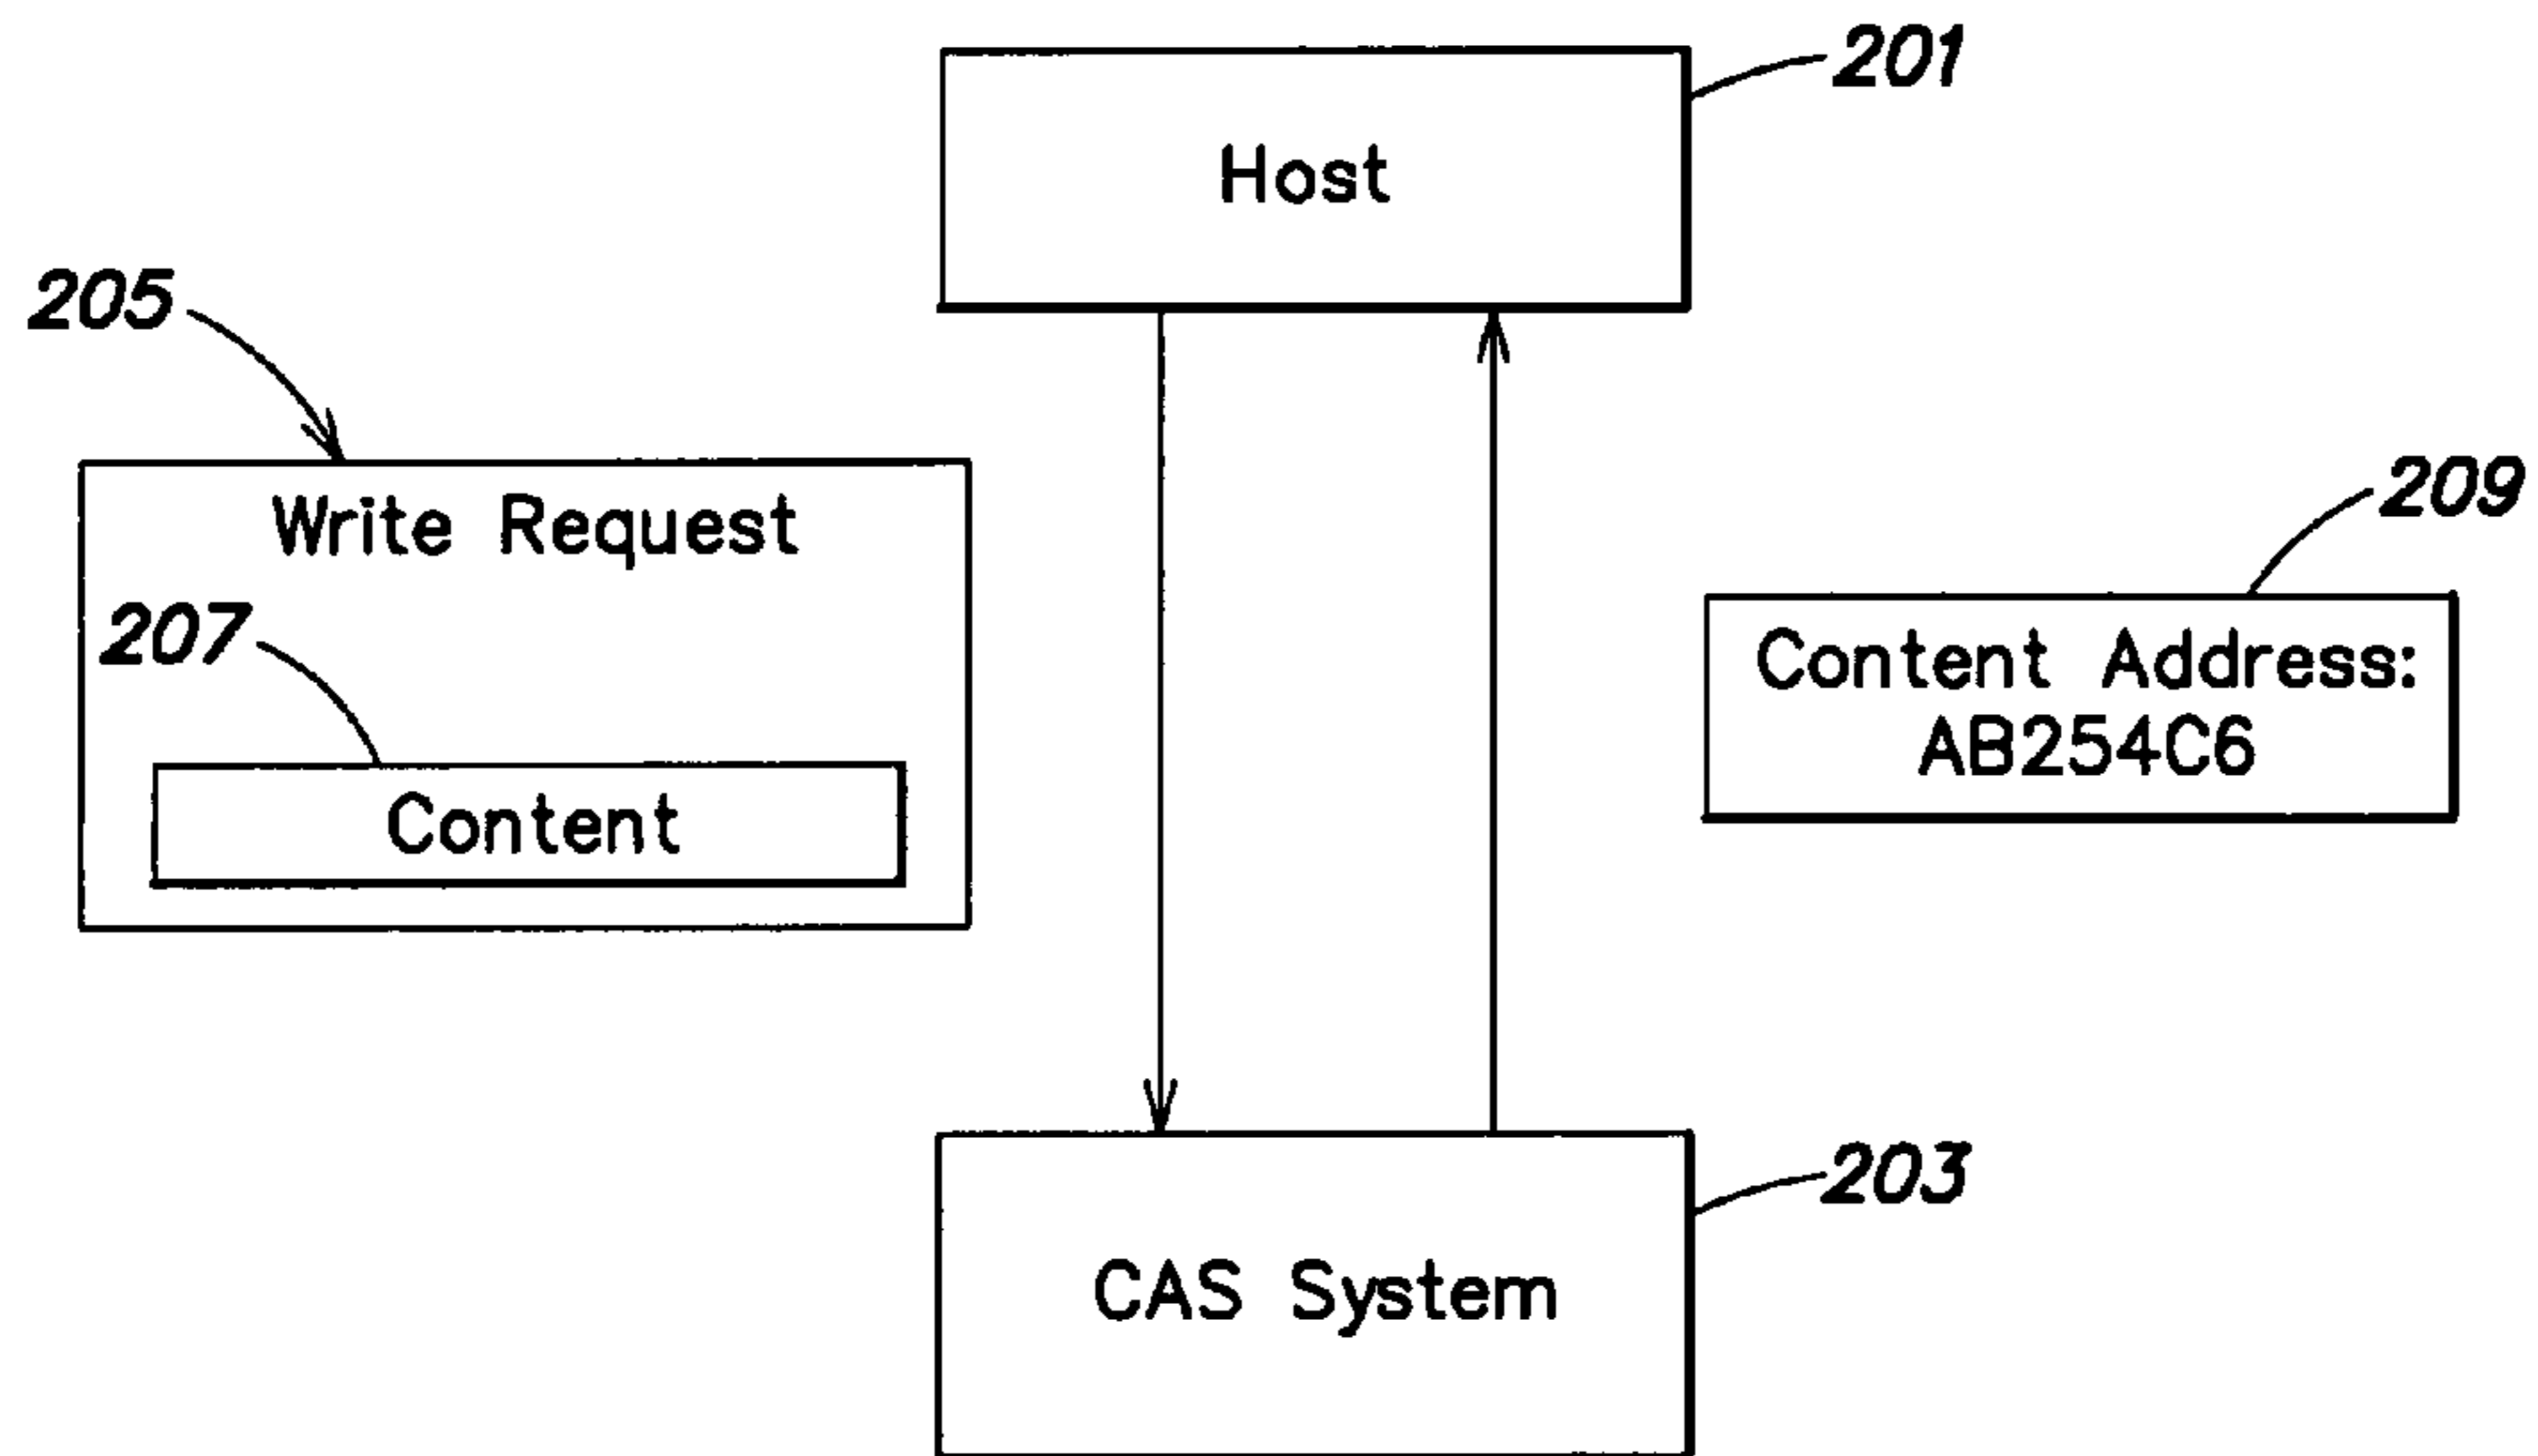 201
Host
205
Write Request
209
207
Content Address:
AB254C6
Content
203
CAS System